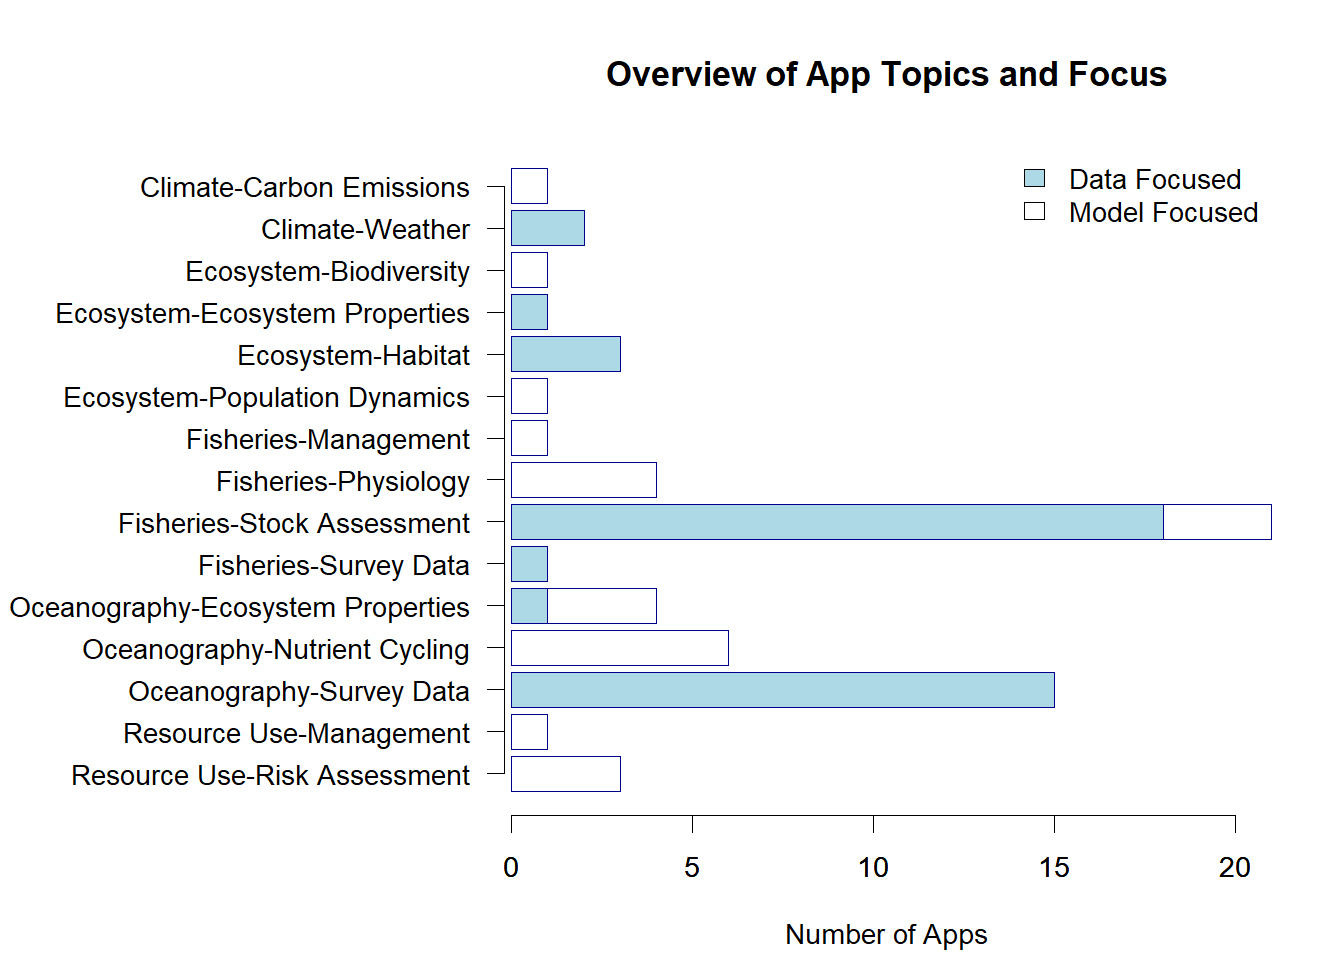 Overview of App Topics and Focus
Data Focused
Model Focused
Climate-Carbon Emissions
Climate-Weather
Ecosystem-Biodiversity
Ecosystem-Ecosystem Properties
Ecosystem-Habitat
Ecosystem-Population Dynamics
Fisheries-Management
Fisheries-Physiology
Fisheries-Stock Assessment
Fisheries-Survey Data
Oceanography-Ecosystem Properties
Oceanography-Nutrient Cycling
Oceanography-Survey Data
Resource Use-Management
Resource Use-Risk Assessment
0 5 10 15 20
Number of Apps